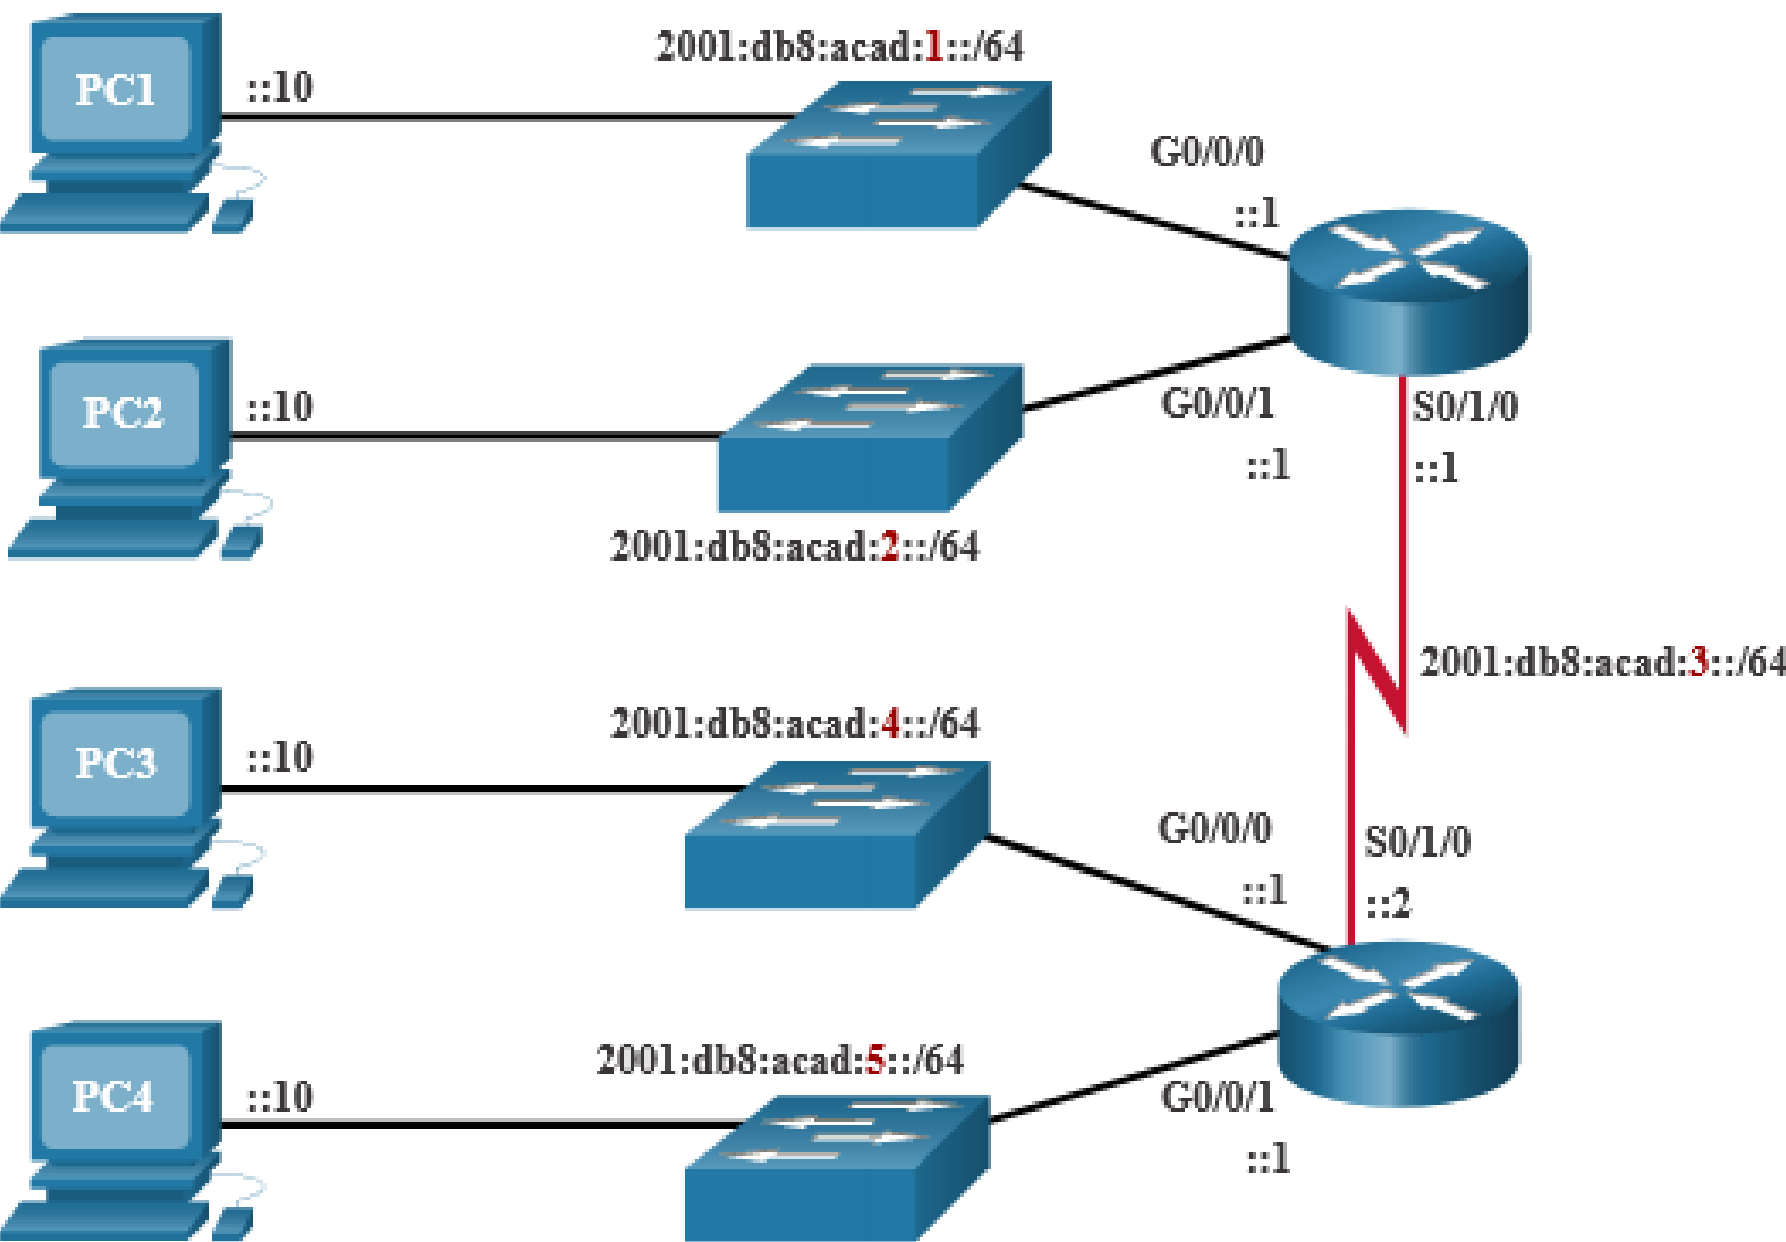 2001:db8:acad:1::/64
PC1
::10
G0/0/0
::1
PC2
::10
G0/0/1
S0/1/0
::1
::1
2001:db8:acad:2::/64
2001:db8:acad:3::/64
2001:db8:acad:4::/64
PC3
::10
G0/0/0
S0/1/0
::1
::2
2001:db8:acad:5::/64
PC4
::10
G0/0/1
::1